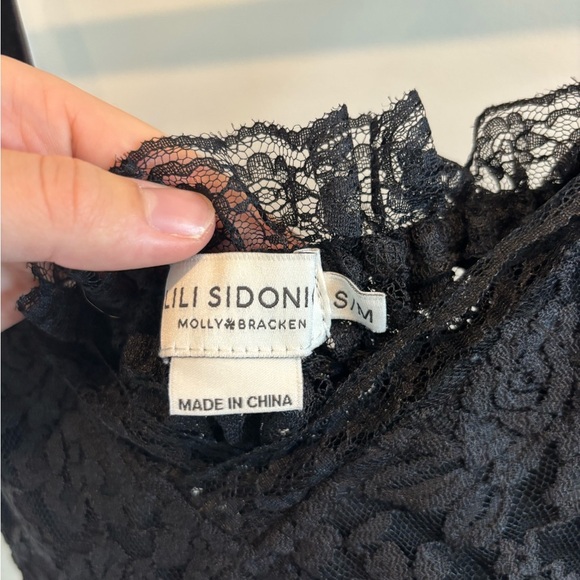 LILI SIDONI
MOLLY BRACKEN
S/M
MADE IN CHINA